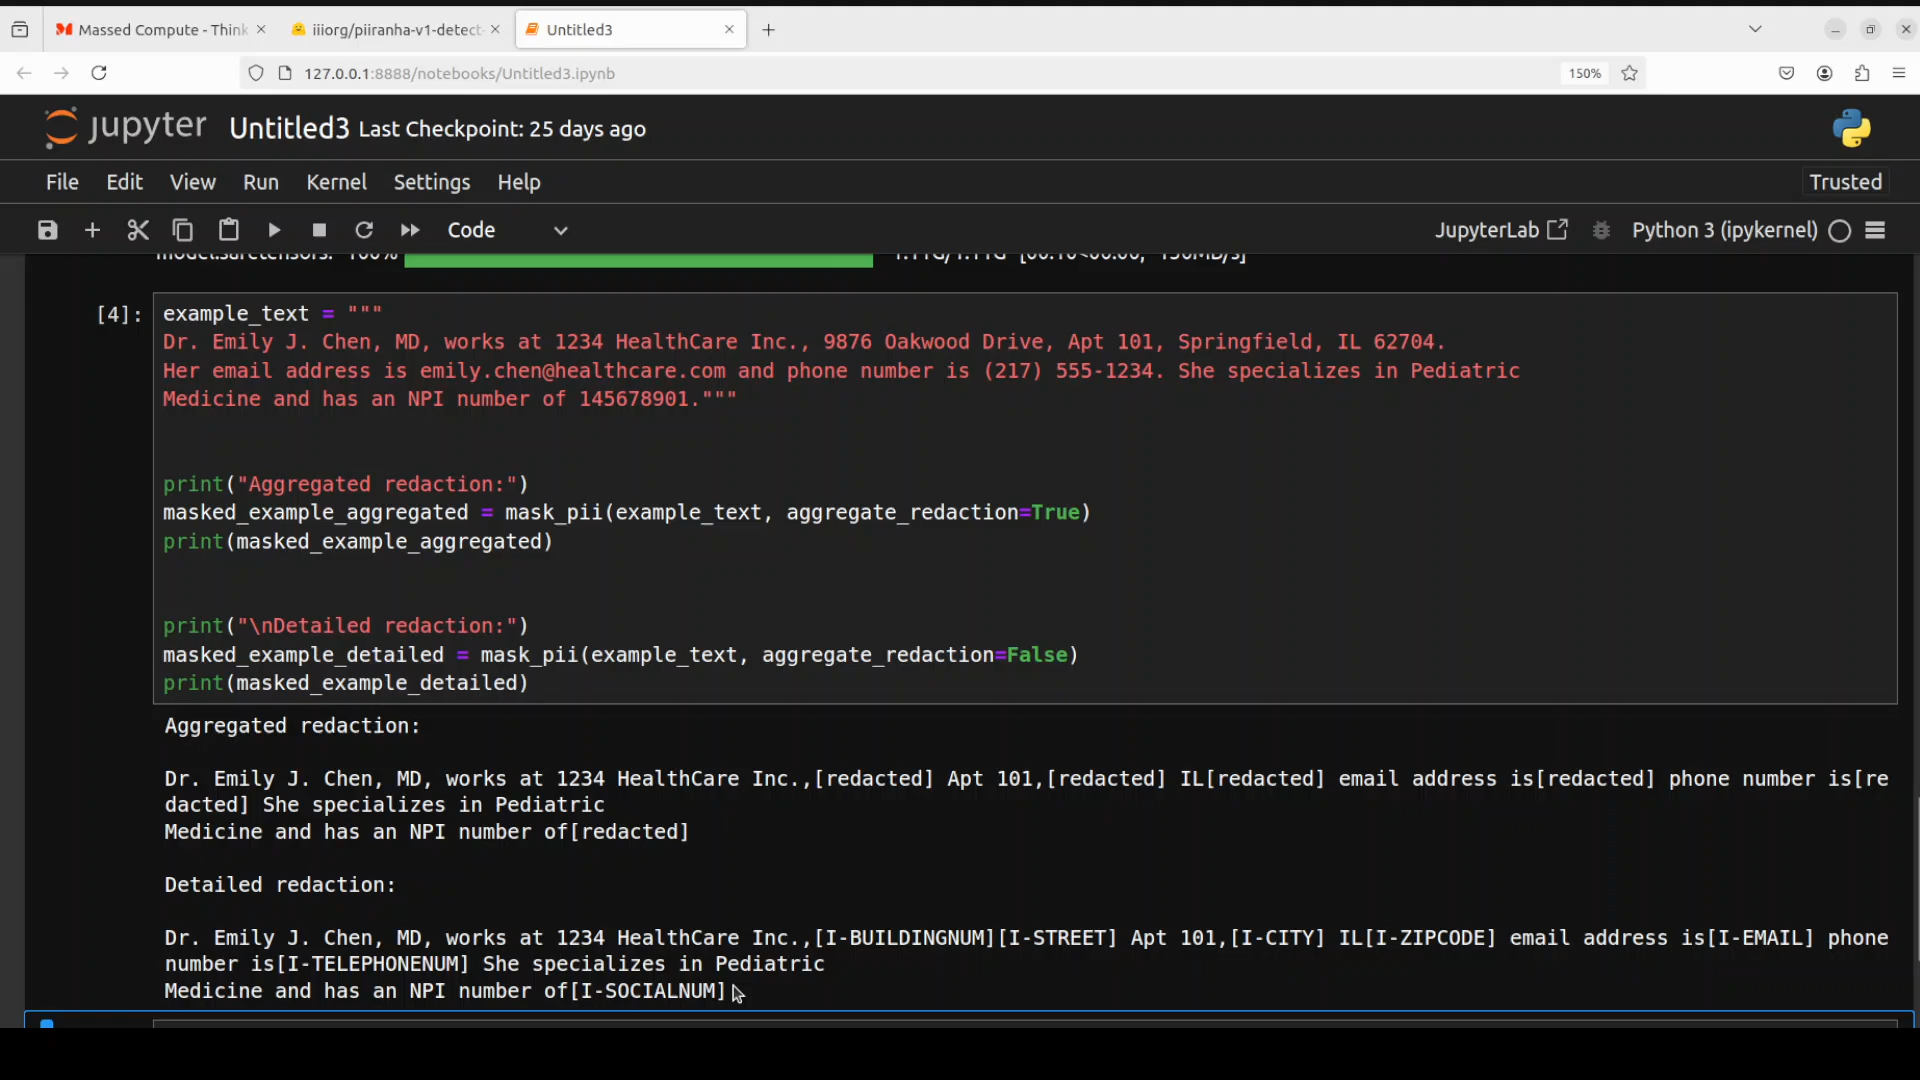 Massed Compute - Think
iiiorg/piiranha-v1-detect-
Untitled3
127.0.0.1:8888/notebooks/Untitled3.ipynb
150%
jupyter Untitled3 Last Checkpoint: 25 days ago
File Edit View Run Kernel Settings Help
Trusted
Code
JupyterLab
Python 3 (ipykernel)
model.safetensors: 100%
[4]:
example_text = """
Dr. Emily J. Chen, MD, works at 1234 HealthCare Inc., 9876 Oakwood Drive, Apt 101, Springfield, IL 62704.
Her email address is emily.chen@healthcare.com and phone number is (217) 555-1234. She specializes in Pediatric
Medicine and has an NPI number of 145678901."""
print("Aggregated redaction:")
masked_example_aggregated = mask_pii(example_text, aggregate_redaction=True)
print(masked_example_aggregated)
print("\nDetailed redaction:")
masked_example_detailed = mask_pii(example_text, aggregate_redaction=False)
print(masked_example_detailed)
Aggregated redaction:
Dr. Emily J. Chen, MD, works at 1234 HealthCare Inc.,[redacted] Apt 101,[redacted] IL[redacted] email address is[redacted] phone number is[re
dacted] She specializes in Pediatric
Medicine and has an NPI number of[redacted]
Detailed redaction:
Dr. Emily J. Chen, MD, works at 1234 HealthCare Inc.,[I-BUILDINGNUM][I-STREET] Apt 101,[I-CITY] IL[I-ZIPCODE] email address is[I-EMAIL] phone
number is[I-TELEPHONENUM] She specializes in Pediatric
Medicine and has an NPI number of[I-SOCIALNUM]